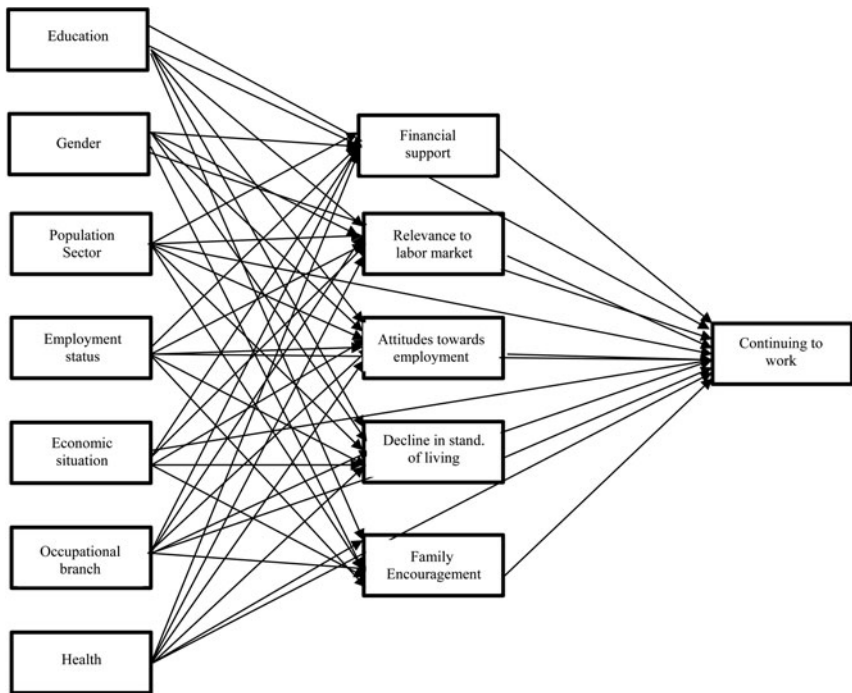 Education
Gender
Population
Sector
Employment
status
Economic
situation
Occupational
branch
Health
Financial
support
Relevance to
labor market
Attitudes towards
employment
Decline in stand.
of living
Family
Encouragement
Continuing to
work